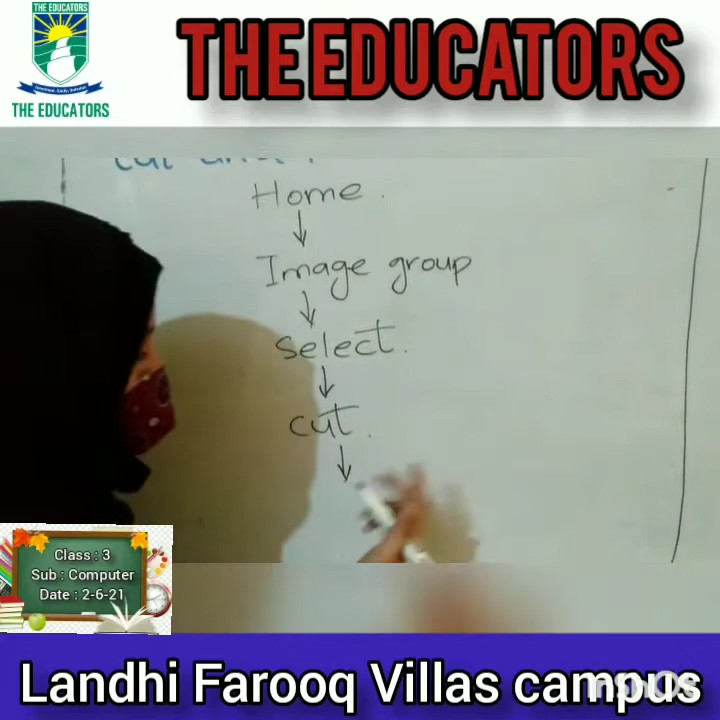 THE EDUCATORS
THE EDUCATORS
THE EDUCATORS
Home.
↓
Image group
↓
Select.
↓
cut.
↓
Class : 3
Sub : Computer
Date : 2-6-21
Landhi Farooq Villas campus
InShOt